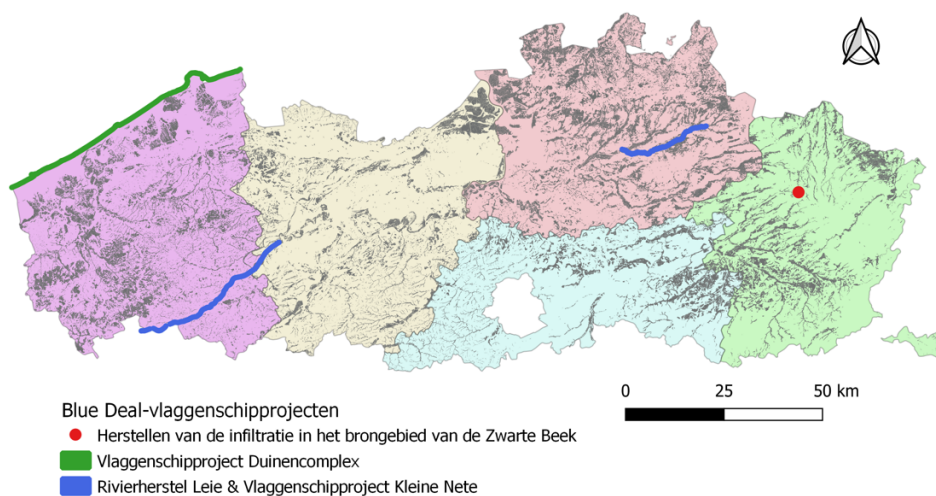 0 25 50 km
Blue Deal-vlaggenschipprojecten
Herstellen van de infiltratie in het brongebied van de Zwarte Beek
Vlaggenschipproject Duinencomplex
Rivierherstel Leie & Vlaggenschipproject Kleine Nete